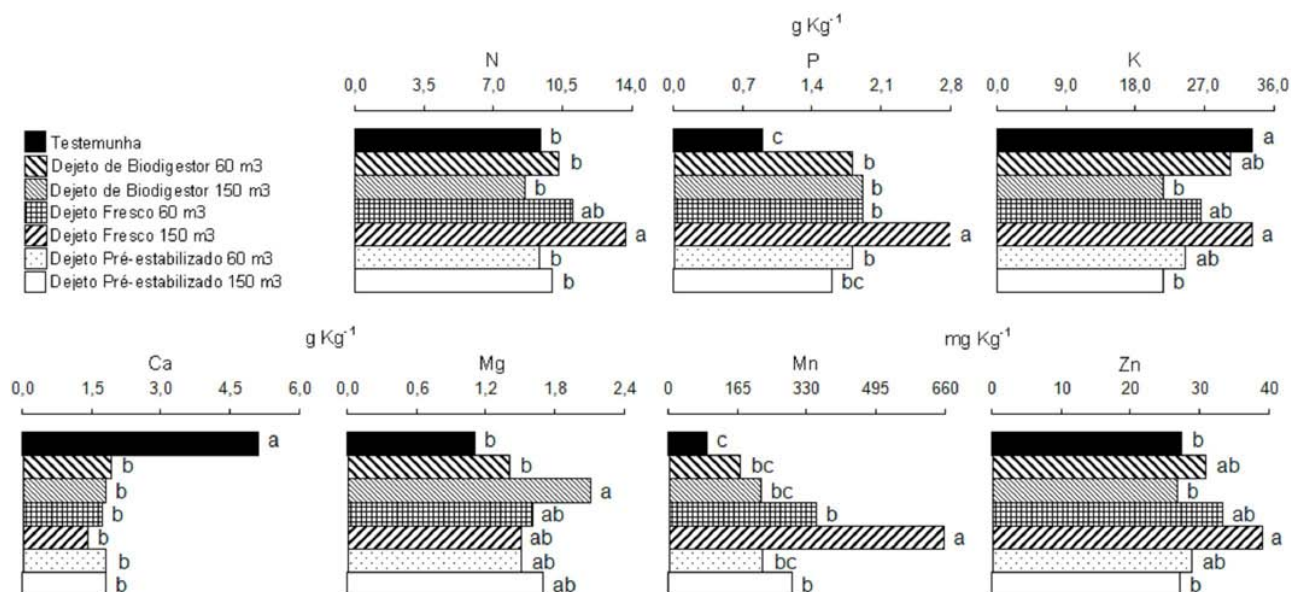 g Kg-1
N P K
0,0 3,5 7,0 10,5 14,0 0,0 0,7 1,4 2,1 2,8 0,0 9,0 18,0 27,0 36,0
Testemunha
Dejeto de Biodigestor 60 m3
Dejeto de Biodigestor 150 m3
Dejeto Fresco 60 m3
Dejeto Fresco 150 m3
Dejeto Pré-estabilizado 60 m3
Dejeto Pré-estabilizado 150 m3
b c a
b b ab
b b b
ab b ab
a a a
b b ab
b bc b
g Kg-1 mg Kg-1
Ca Mg Mn Zn
0,0 1,5 3,0 4,5 6,0 0,0 0,6 1,2 1,8 2,4 0 165 330 495 660 0 10 20 30 40
a b c b
b b bc ab
b a bc b
b ab b ab
b ab a a
b ab bc ab
b ab b b